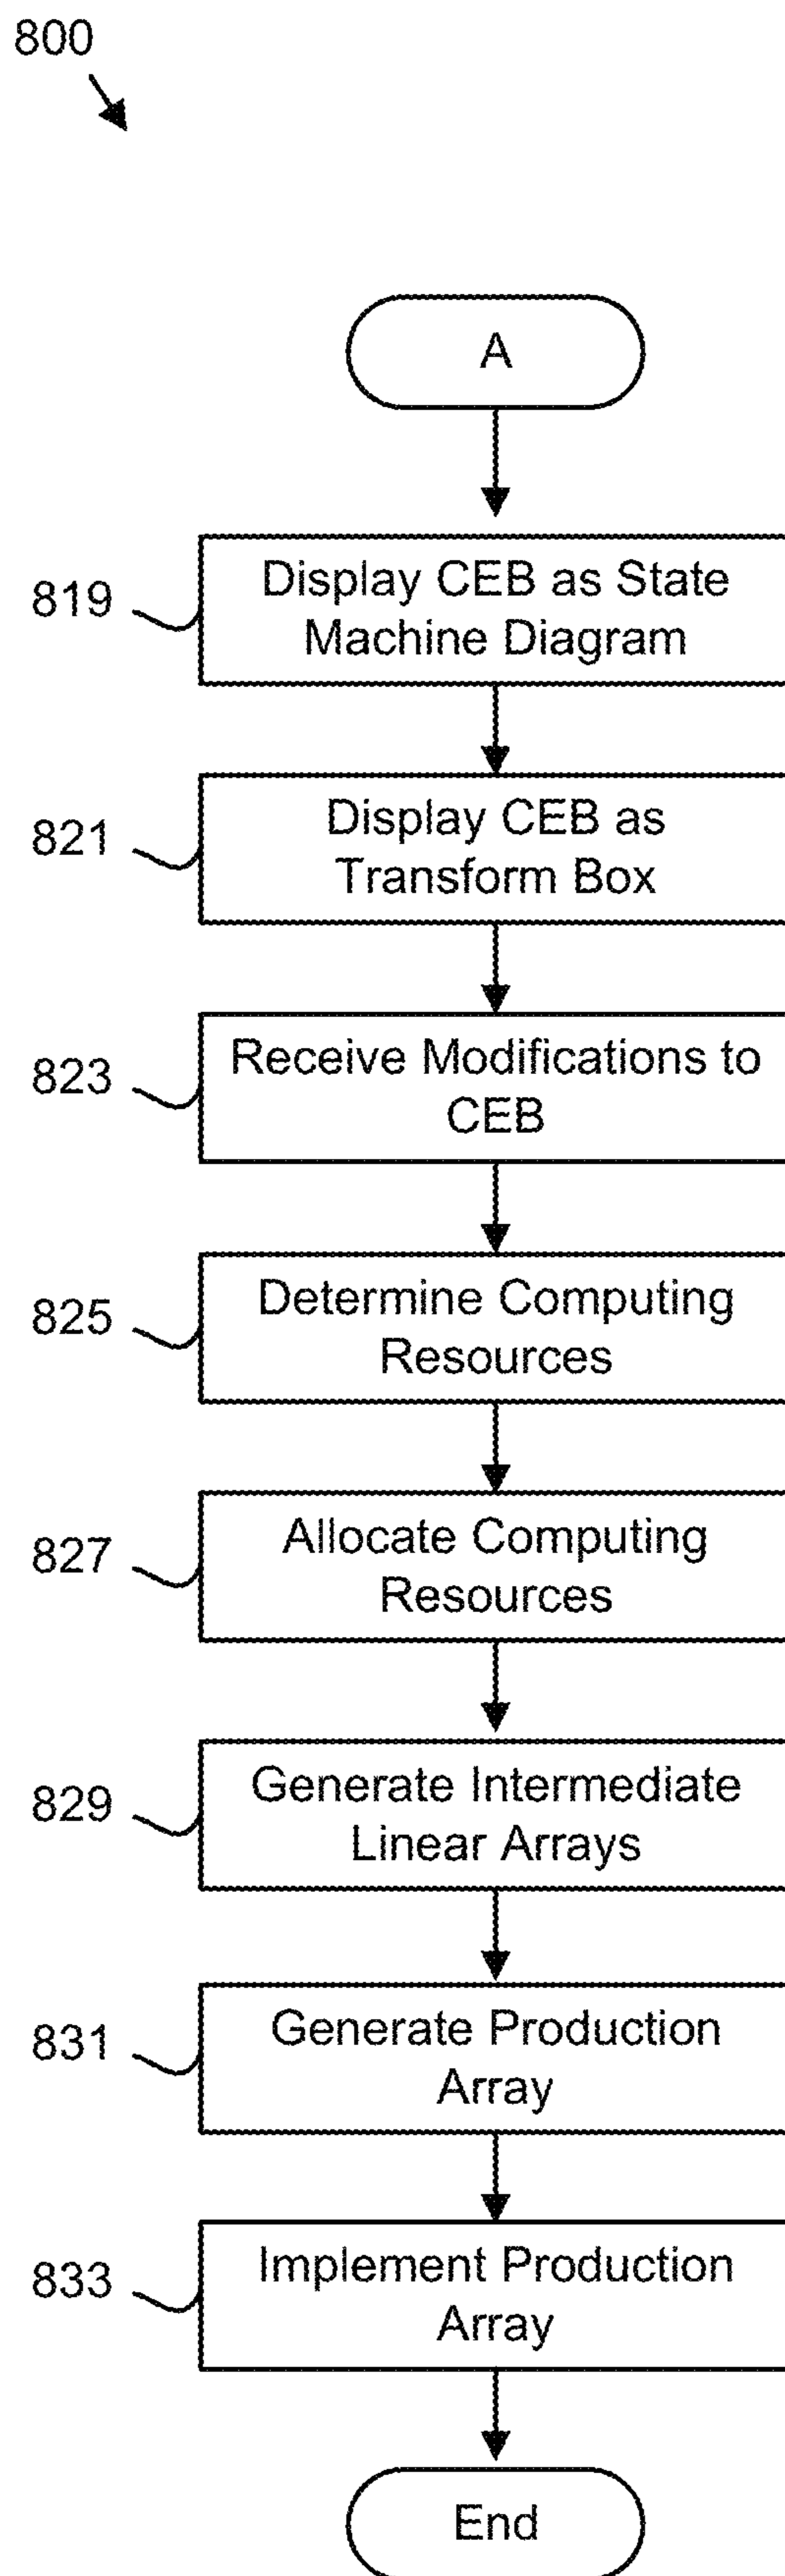 800
A
819
Display CEB as State
Machine Diagram
821
Display CEB as
Transform Box
823
Receive Modifications to
CEB
825
Determine Computing
Resources
827
Allocate Computing
Resources
829
Generate Intermediate
Linear Arrays
831
Generate Production
Array
833
Implement Production
Array
End